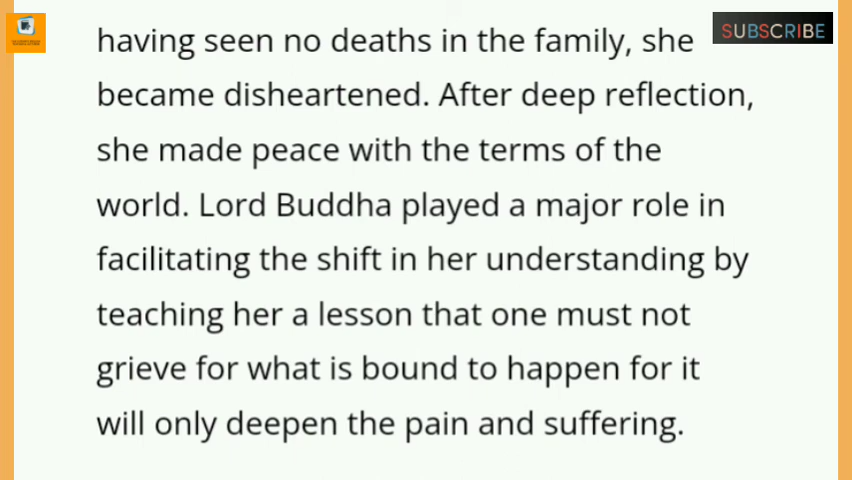 SUBSCRIBE
having seen no deaths in the family, she
became disheartened. After deep reflection,
she made peace with the terms of the
world. Lord Buddha played a major role in
facilitating the shift in her understanding by
teaching her a lesson that one must not
grieve for what is bound to happen for it
will only deepen the pain and suffering.